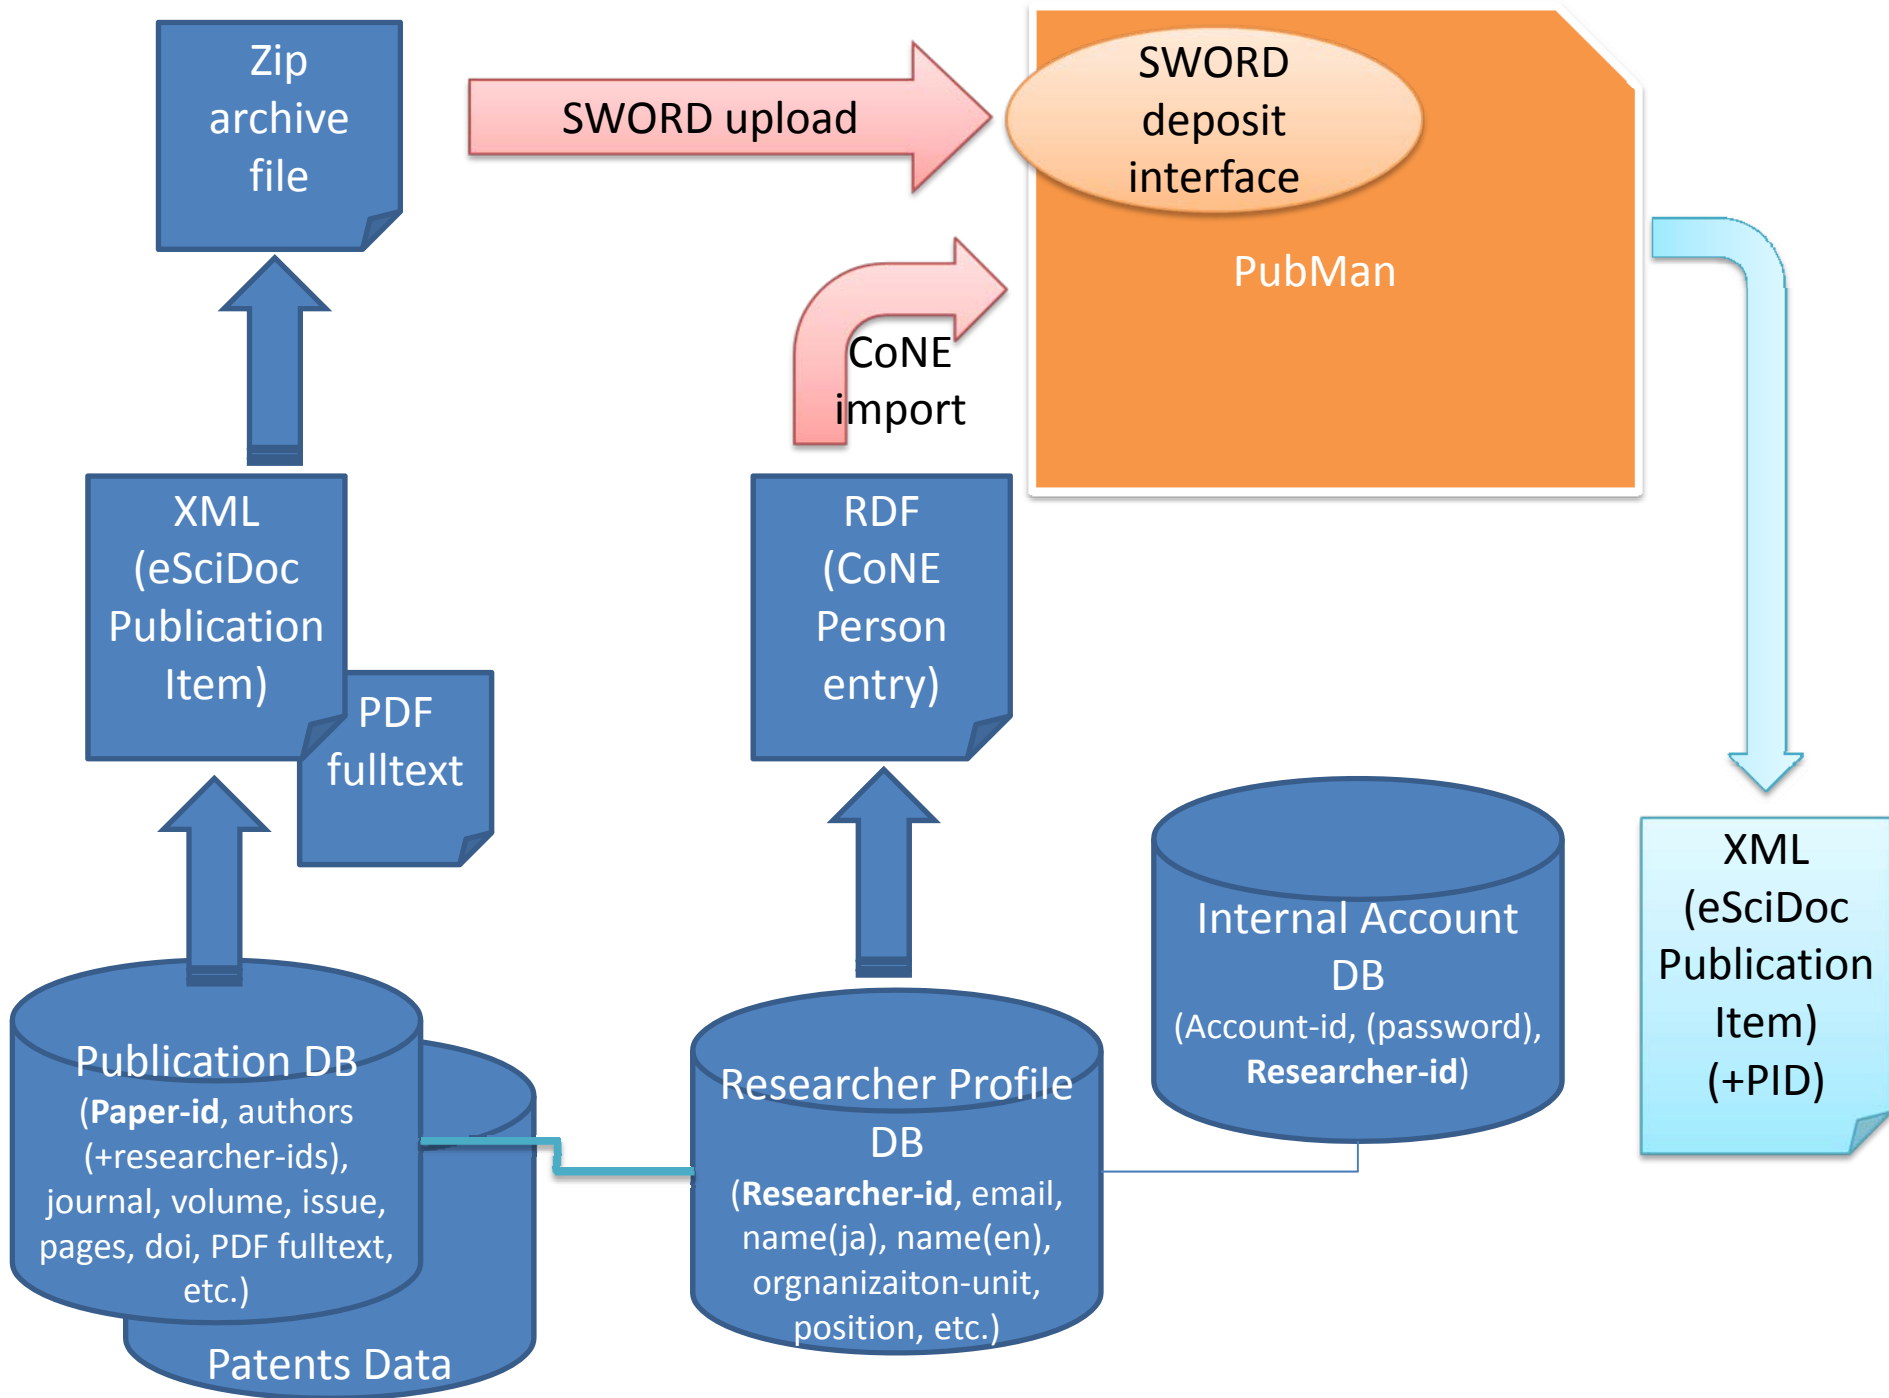 Zip
archive
file
SWORD upload
SWORD
deposit
interface
PubMan
CoNE
import
XML
(eSciDoc
Publication
Item)
PDF
fulltext
RDF
(CoNE
Person
entry)
Publication DB
(Paper-id, authors
(+researcher-ids),
journal, volume, issue,
pages, doi, PDF fulltext,
etc.)
Patents Data
Researcher Profile
DB
(Researcher-id, email,
name(ja), name(en),
orgnanizaiton-unit,
position, etc.)
Internal Account
DB
(Account-id, (password),
Researcher-id)
XML
(eSciDoc
Publication
Item)
(+PID)